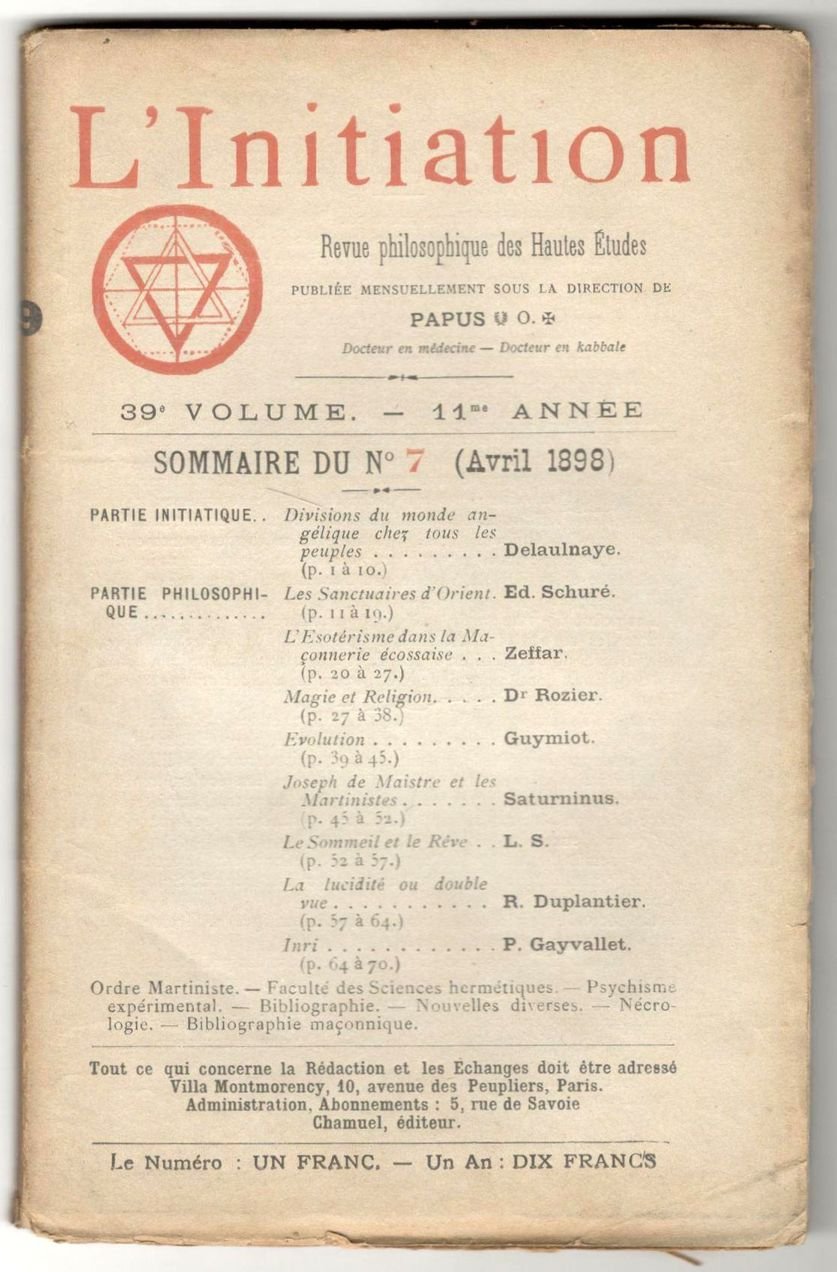 L'Initiation
Revue philosophique des Hautes Études
PUBLIÉE MENSUELLEMENT SOUS LA DIRECTION DE
PAPUS O. ✠
Docteur en médecine — Docteur en kabbale
9
39e VOLUME. — 11me ANNÉE
SOMMAIRE DU No 7 (Avril 1898)
PARTIE INITIATIQUE.. Divisions du monde an-
gélique chez tous les
peuples . . . . . . . . . Delaulnaye.
(p. 1 à 10.)
PARTIE PHILOSOPHI- Les Sanctuaires d'Orient. Ed. Schuré.
QUE.............. (p. 11 à 19.)
L'Esotérisme dans la Ma-
çonnerie écossaise . . . Zeffar.
(p. 20 à 27.)
Magie et Religion. . . . . Dr Rozier.
(p. 27 à 38.)
Evolution . . . . . . . . . Guymiot.
(p. 39 à 45.)
Joseph de Maistre et les
Martinistes . . . . . . . Saturninus.
(p. 45 à 52.)
Le Sommeil et le Rêve . . L. S.
(p. 52 à 57.)
La lucidité ou double
vue . . . . . . . . . . . R. Duplantier.
(p. 57 à 64.)
Inri . . . . . . . . . . . . P. Gayvallet.
(p. 64 à 70.)
Ordre Martiniste. — Faculté des Sciences hermétiques. — Psychisme
expérimental. — Bibliographie. — Nouvelles diverses. — Nécro-
logie. — Bibliographie maçonnique.
Tout ce qui concerne la Rédaction et les Échanges doit être adressé
Villa Montmorency, 10, avenue des Peupliers, Paris.
Administration, Abonnements : 5, rue de Savoie
Chamuel, éditeur.
Le Numéro : UN FRANC. — Un An : DIX FRANCS